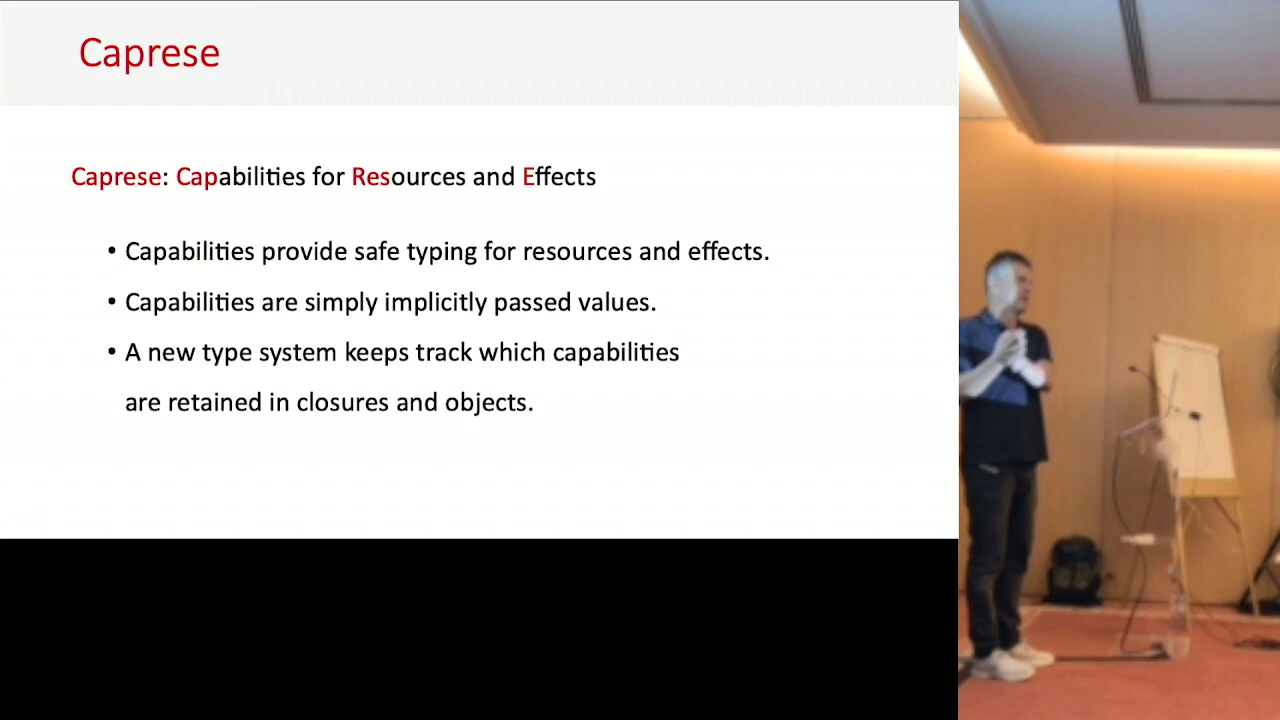 Caprese
Caprese: Capabilities for Resources and Effects
• Capabilities provide safe typing for resources and effects.
• Capabilities are simply implicitly passed values.
• A new type system keeps track which capabilities
are retained in closures and objects.